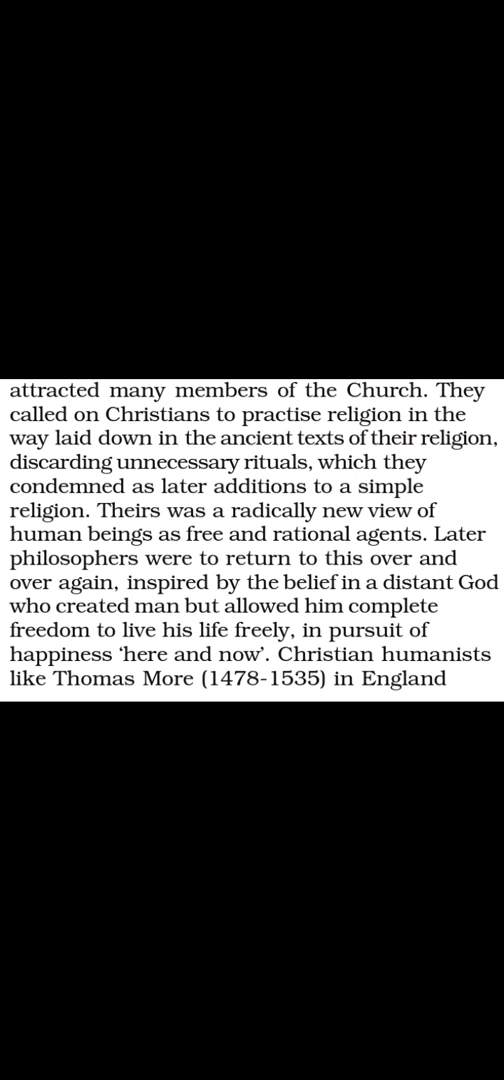 attracted many members of the Church. They
called on Christians to practise religion in the
way laid down in the ancient texts of their religion,
discarding unnecessary rituals, which they
condemned as later additions to a simple
religion. Theirs was a radically new view of
human beings as free and rational agents. Later
philosophers were to return to this over and
over again, inspired by the belief in a distant God
who created man but allowed him complete
freedom to live his life freely, in pursuit of
happiness ‘here and now’. Christian humanists
like Thomas More (1478-1535) in England